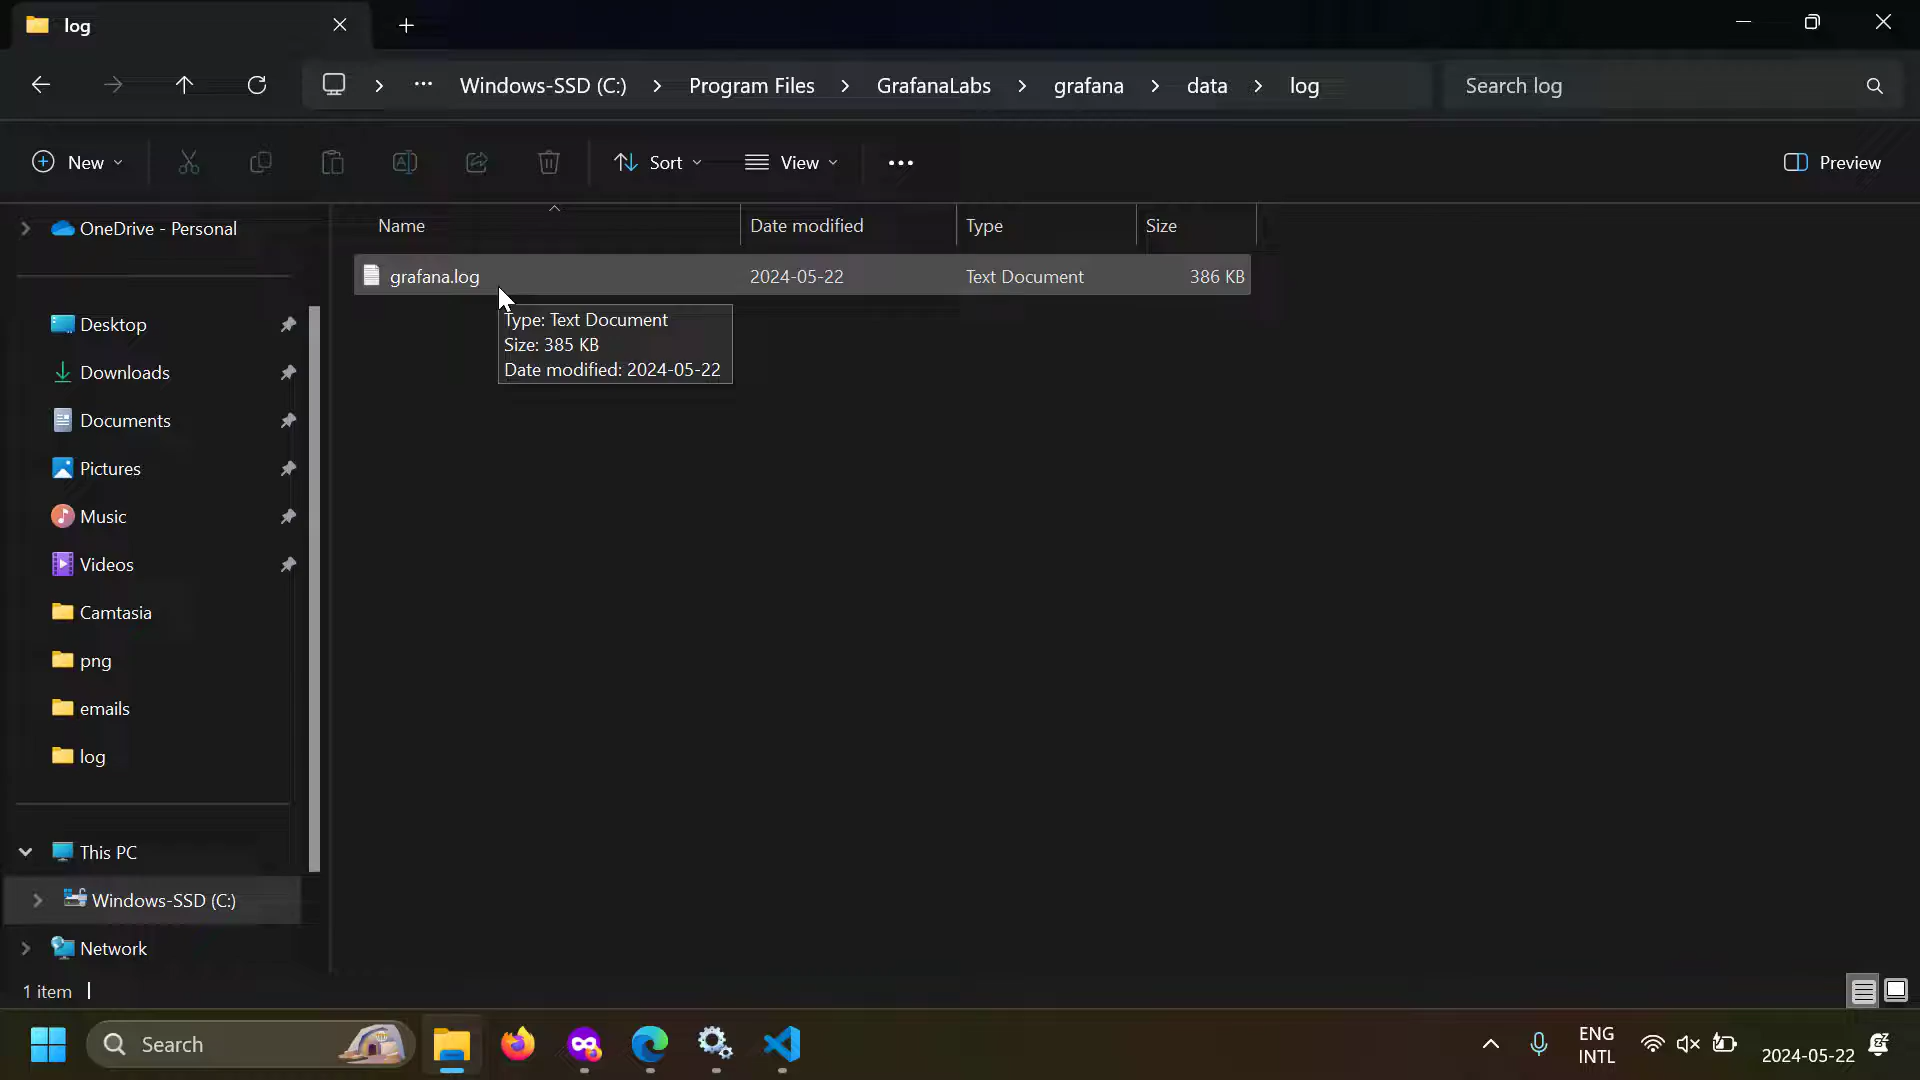 log
Windows-SSD (C:) Program Files GrafanaLabs grafana data log
Search log
New Sort View Preview
Name Date modified Type Size
grafana.log 2024-05-22 Text Document 386 KB
Type: Text Document
Size: 385 KB
Date modified: 2024-05-22
OneDrive - Personal
Desktop
Downloads
Documents
Pictures
Music
Videos
Camtasia
png
emails
log
This PC
Windows-SSD (C:)
Network
1 item
Search
ENG
INTL
2024-05-22